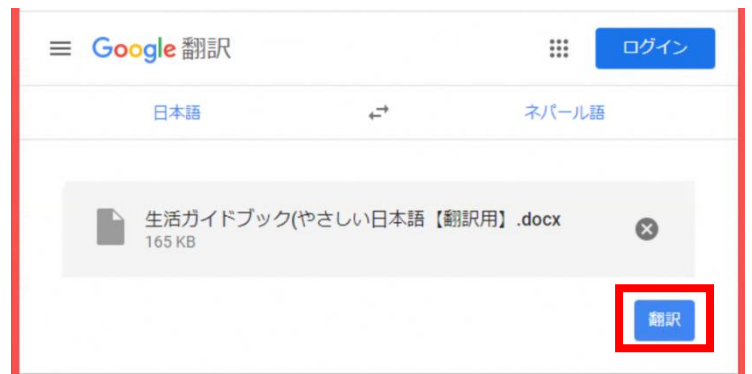 Google 翻訳
ログイン
日本語
ネパール語
生活ガイドブック(やさしい日本語【翻訳用】.docx
165 KB
翻訳